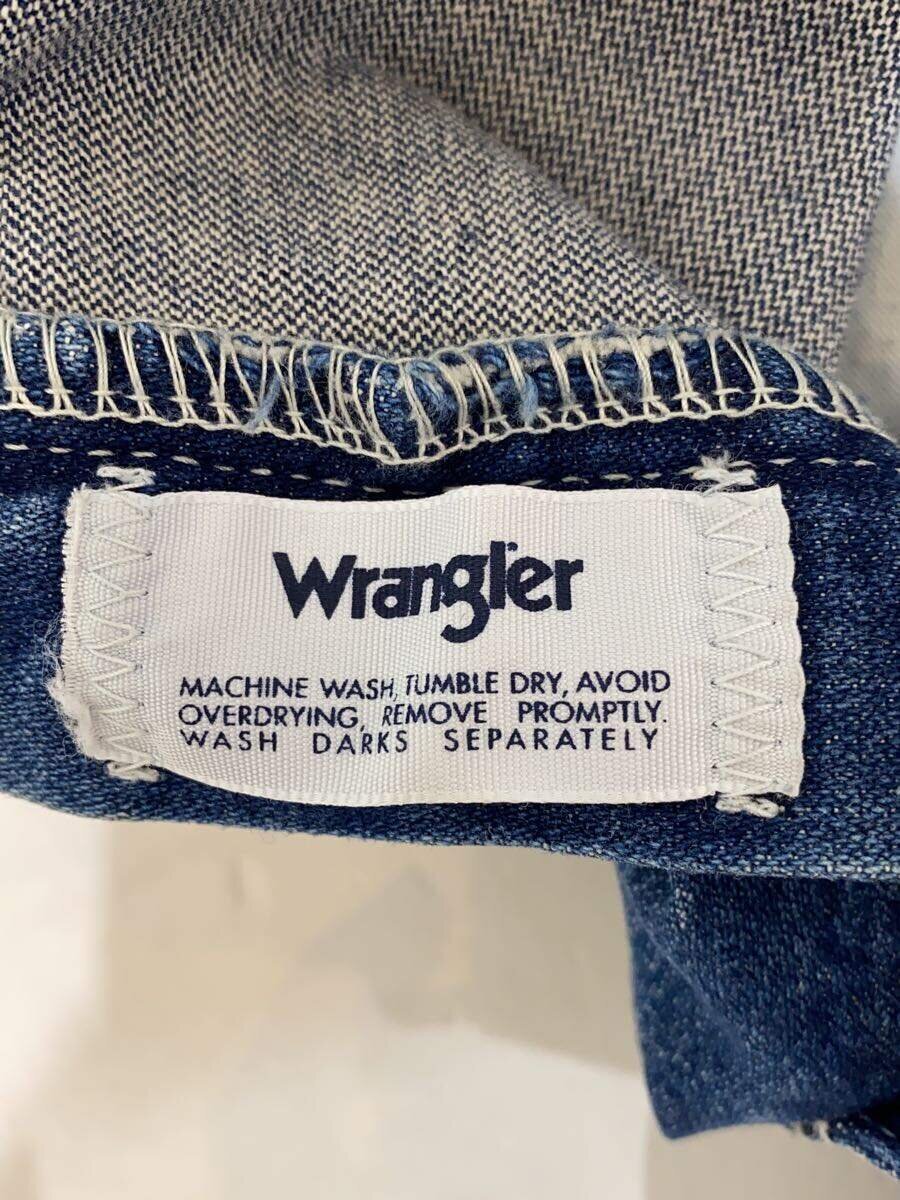 Wrangler
MACHINE WASH, TUMBLE DRY, AVOID
OVERDRYING, REMOVE PROMPTLY.
WASH DARKS SEPARATELY